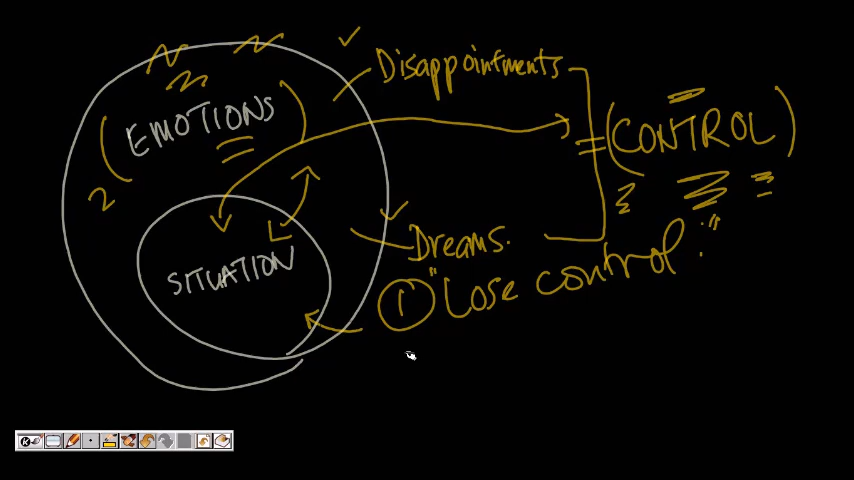 Disappointments
(EMOTIONS)
= (CONTROL)
2
Dreams.
SITUATION
① "Lose control."